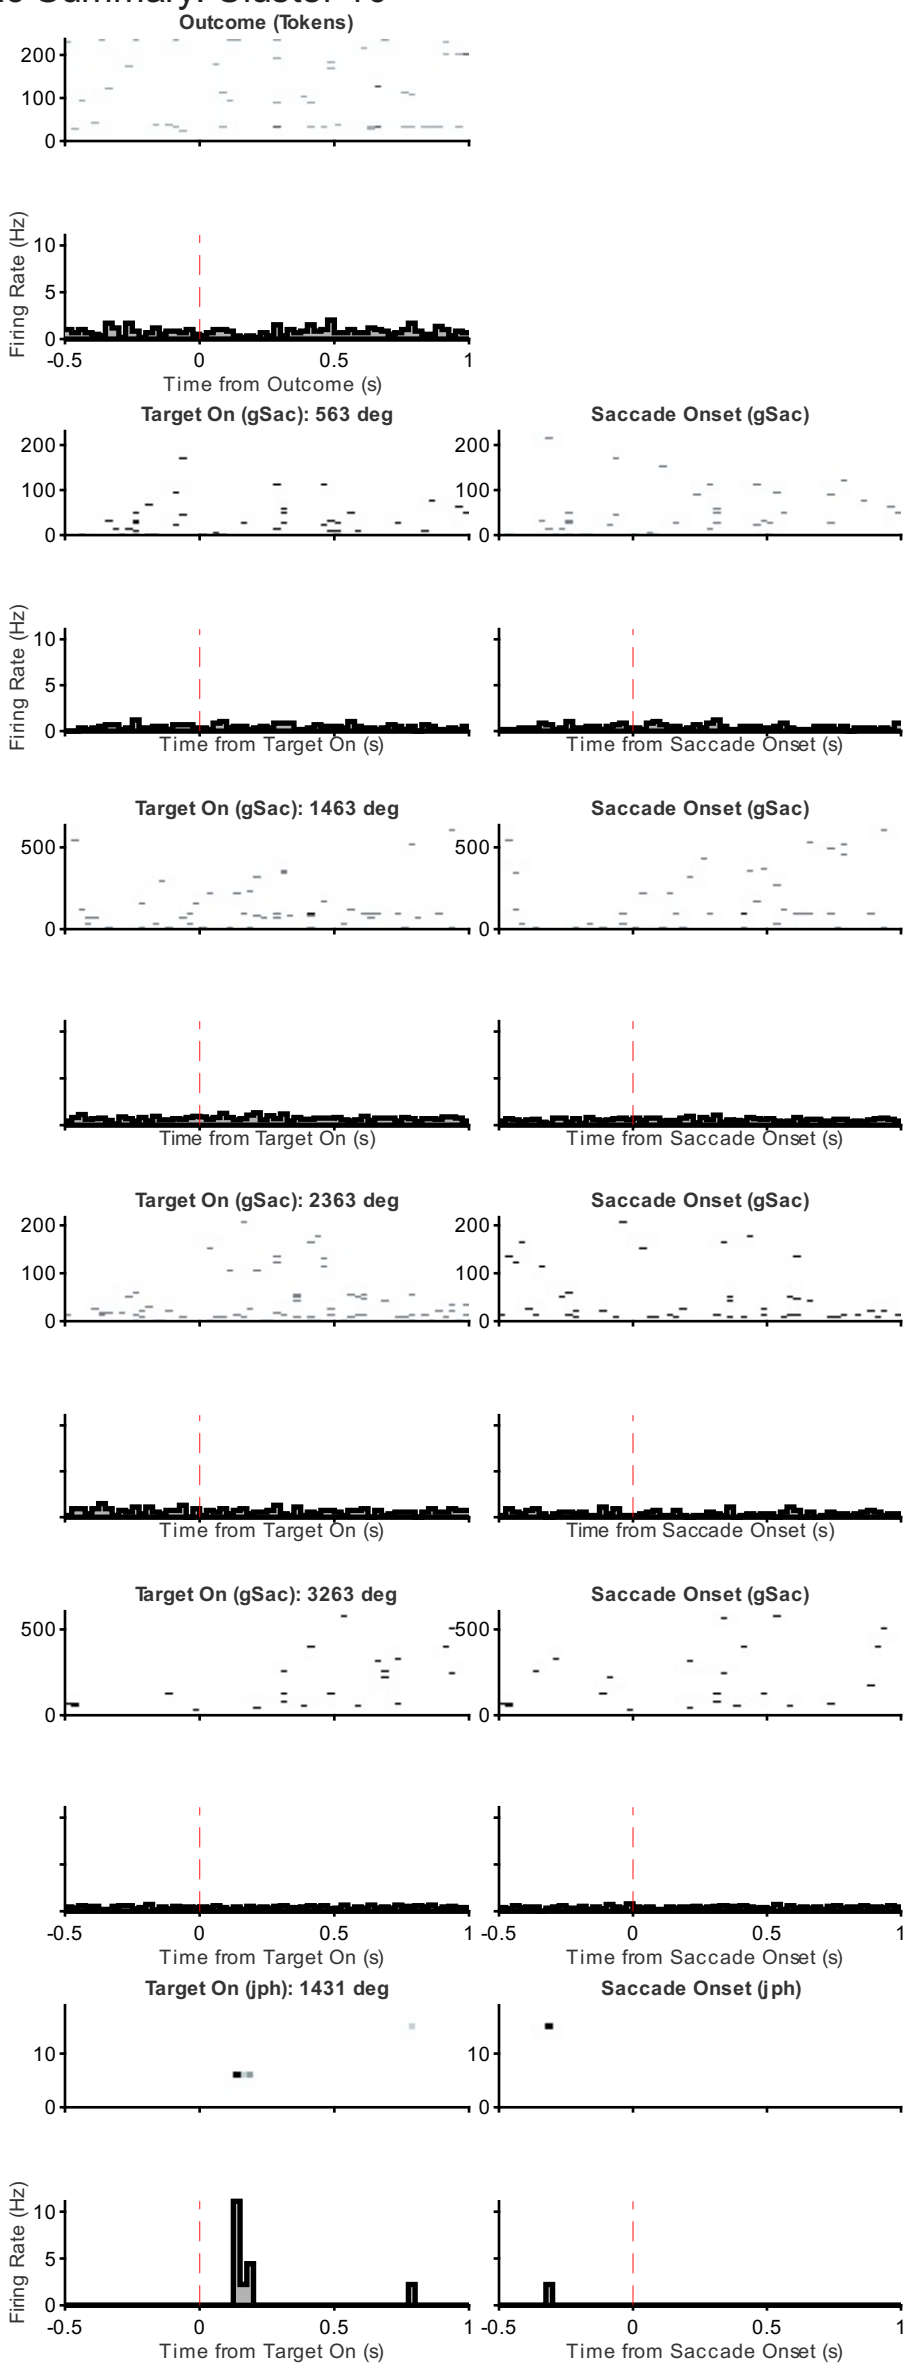 Summary: Cluster
Outcome (Tokens)
200
100
0
Firing Rate (Hz)
10
5
0
-0.5 0 0.5 1
Time from Outcome (s)
Target On (gSac): 563 deg Saccade Onset (gSac)
200 200
100 100
0 0
Firing Rate (Hz)
10
5
0
Time from Target On (s) Time from Saccade Onset (s)
Target On (gSac): 1463 deg Saccade Onset (gSac)
500 500
0 0
Time from Target On (s) Time from Saccade Onset (s)
Target On (gSac): 2363 deg Saccade Onset (gSac)
200 200
100 100
0 0
Time from Target On (s) Time from Saccade Onset (s)
Target On (gSac): 3263 deg Saccade Onset (gSac)
500 500
0 0
-0.5 0 0.5 1 -0.5 0 0.5 1
Time from Target On (s) Time from Saccade Onset (s)
Target On (jph): 1431 deg Saccade Onset (jph)
10 10
0 0
Firing Rate (Hz)
10
5
0
-0.5 0 0.5 1 -0.5 0 0.5 1
Time from Target On (s) Time from Saccade Onset (s)